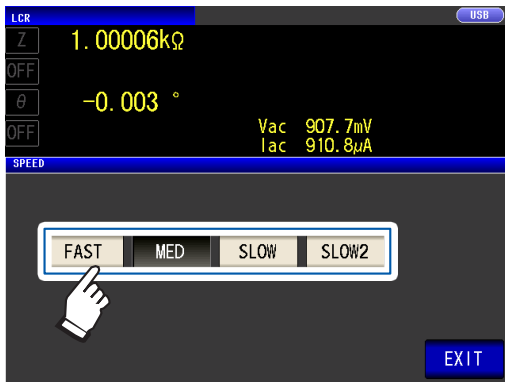 LCR USB
Z 1.00006kΩ
OFF
θ -0.003 °
OFF Vac 907.7mV
Iac 910.8μA
SPEED
FAST MED SLOW SLOW2
EXIT